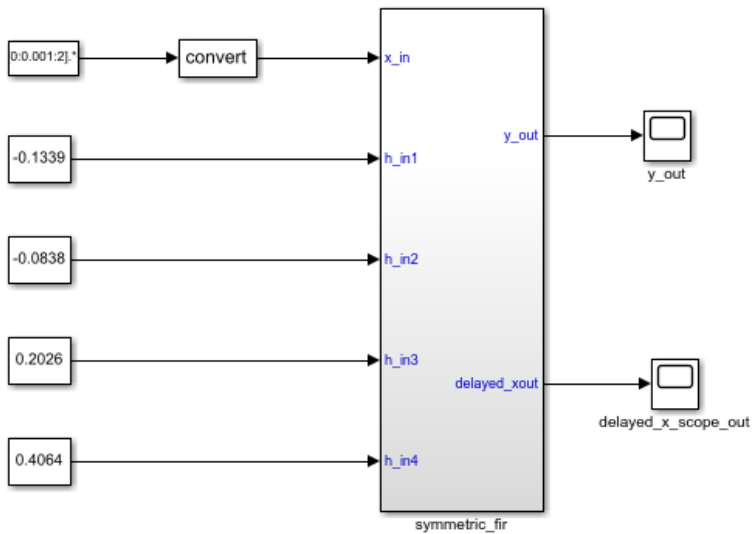 0:0.001:2].*
convert
x_in
-0.1339
h_in1
y_out
y_out
-0.0838
h_in2
0.2026
h_in3
delayed_xout
delayed_x_scope_out
0.4064
h_in4
symmetric_fir